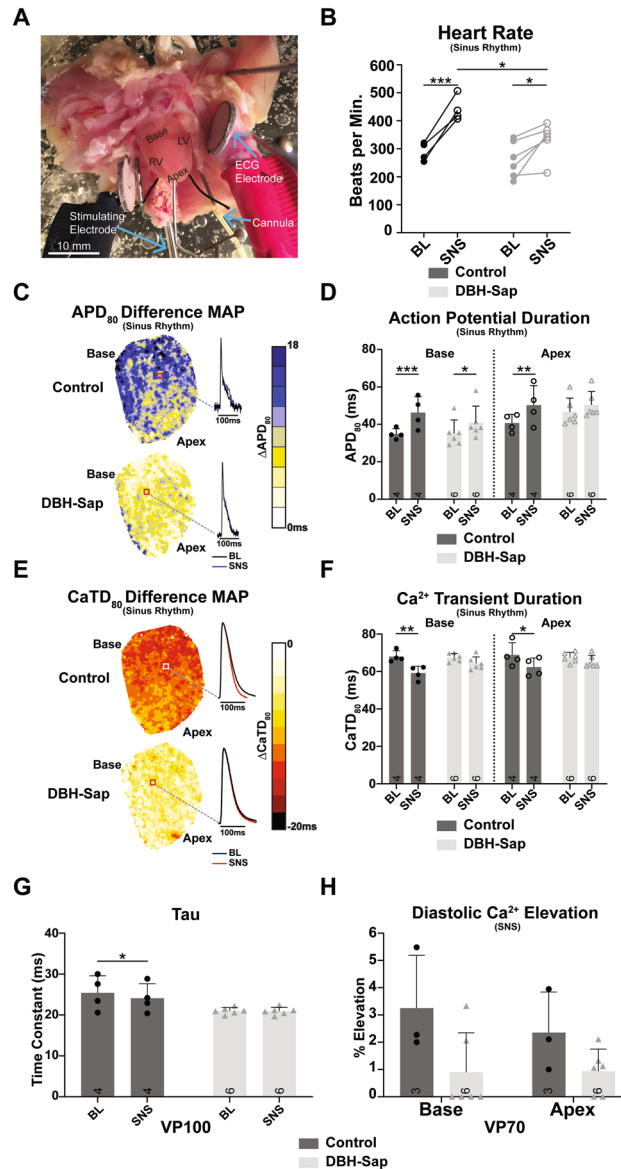 A
Base
LV
RV
Apex
ECG
Electrode
Stimulating
Electrode
Cannula
10 mm
B
Heart Rate
(Sinus Rhythm)
*
***
*
Beats per Min.
600
500
400
300
200
100
0
BL
SNS
BL
SNS
Control
DBH-Sap
C
APD80 Difference MAP
(Sinus Rhythm)
Base
Control
Apex
100ms
Base
DBH-Sap
Apex
100ms
BL
SNS
18
ΔAPD80
0ms
D
Action Potential Duration
(Sinus Rhythm)
Base
Apex
***
*
**
APD80 (ms)
80
60
40
20
0
4
4
6
6
4
4
6
6
BL
SNS
BL
SNS
BL
SNS
BL
SNS
Control
DBH-Sap
E
CaTD80 Difference MAP
(Sinus Rhythm)
Base
Control
Apex
100ms
Base
DBH-Sap
Apex
100ms
BL
SNS
0
ΔCaTD80
-20ms
F
Ca2+ Transient Duration
(Sinus Rhythm)
Base
Apex
**
*
CaTD80 (ms)
80
60
40
20
0
4
4
6
6
4
4
6
6
BL
SNS
BL
SNS
BL
SNS
BL
SNS
Control
DBH-Sap
G
Tau
*
Time Constant (ms)
40
30
20
10
0
4
4
6
6
BL
SNS
BL
SNS
VP100
H
Diastolic Ca2+ Elevation
(SNS)
% Elevation
6
5
4
3
2
1
0
3
6
3
6
Base
Apex
VP70
Control
DBH-Sap